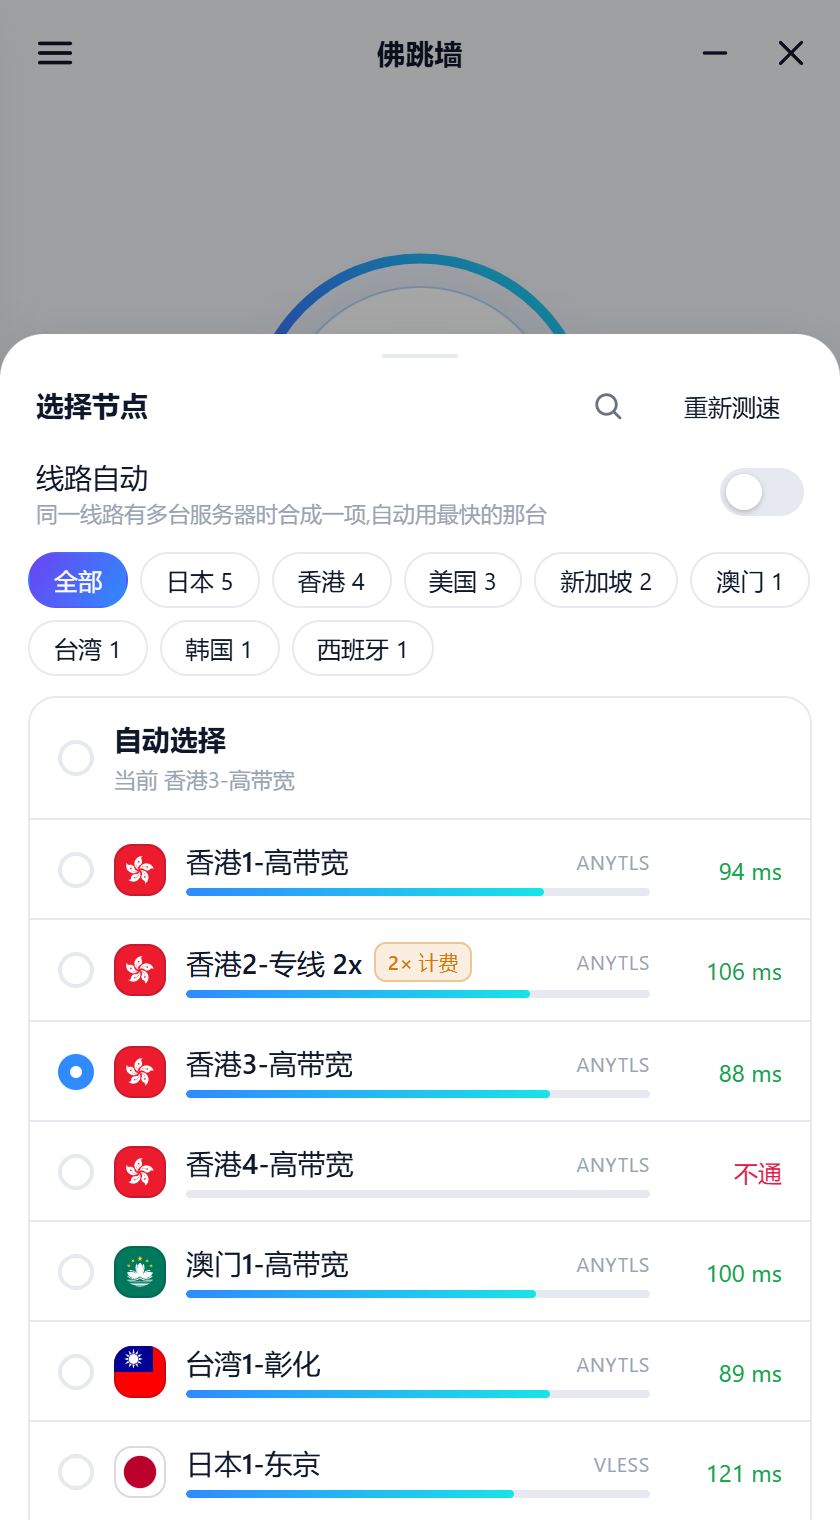 佛跳墙
选择节点
重新测速
线路自动
同一线路有多台服务器时合成一项,自动用最快的那台
全部 日本 5 香港 4 美国 3 新加坡 2 澳门 1
台湾 1 韩国 1 西班牙 1
自动选择
当前 香港3-高带宽
香港1-高带宽 ANYTLS 94 ms
香港2-专线 2x 2× 计费 ANYTLS 106 ms
香港3-高带宽 ANYTLS 88 ms
香港4-高带宽 ANYTLS 不通
澳门1-高带宽 ANYTLS 100 ms
台湾1-彰化 ANYTLS 89 ms
日本1-东京 VLESS 121 ms